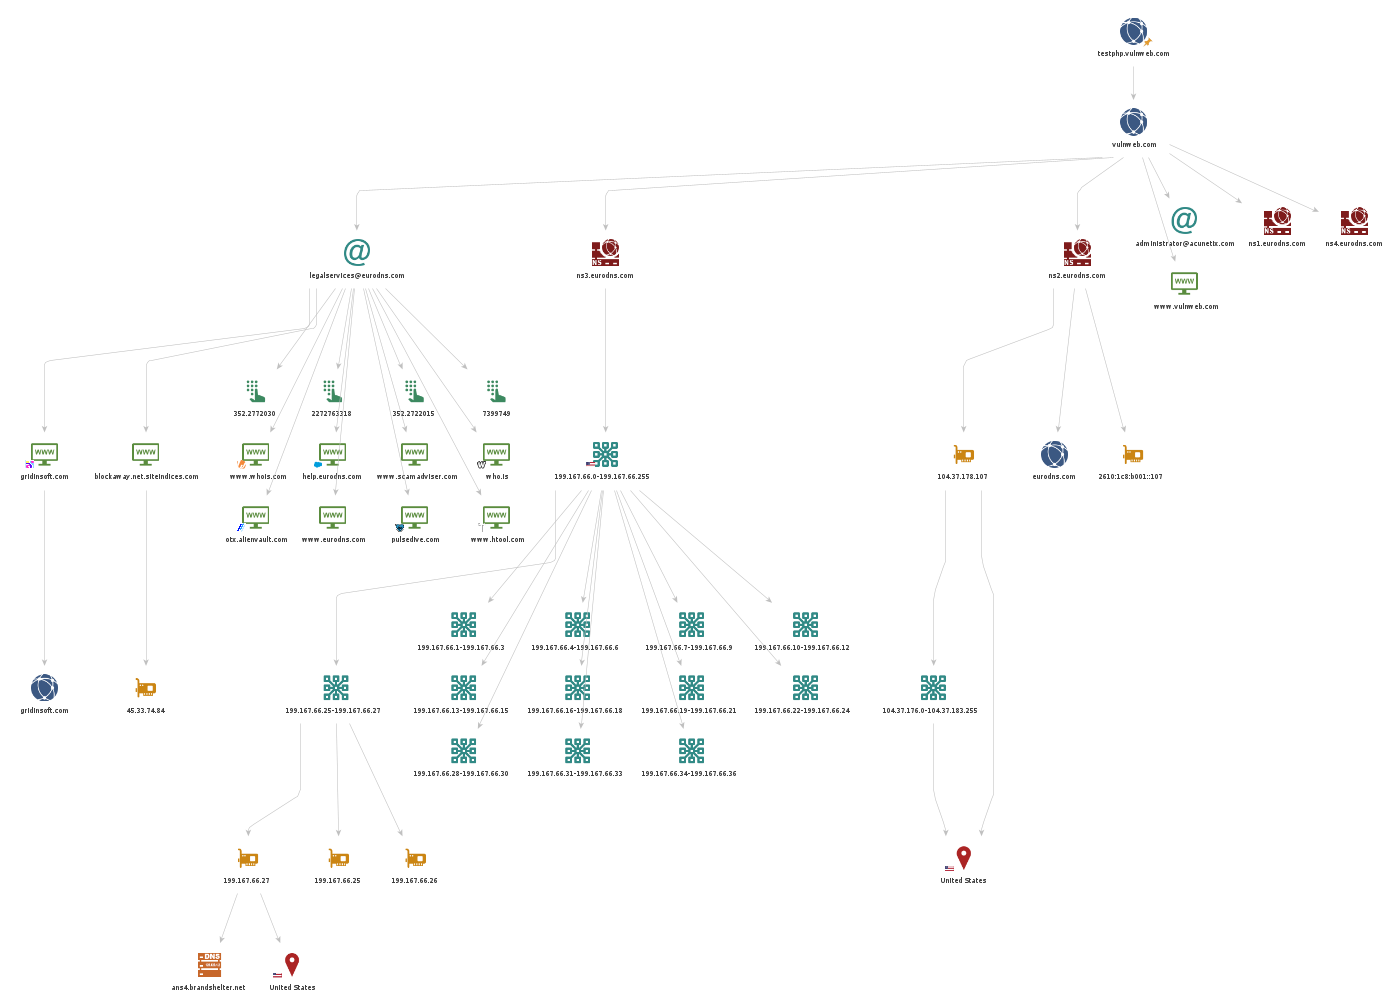 testphp.vulnweb.com
vulnweb.com
administrator@acunetix.com
ns1.eurodns.com
ns4.eurodns.com
legalservices@eurodns.com
NS
ns3.eurodns.com
ns2.eurodns.com
www.vulnweb.com
352.2772030
2272763318
352.2722015
7399749
gridinsoft.com
blockaway.net.siteindices.com
www.whois.com
help.eurodns.com
www.scamadviser.com
who.is
199.167.66.0-199.167.66.255
104.37.178.107
eurodns.com
2610:1c8:b001::107
otx.alienvault.com
www.eurodns.com
pulsedive.com
www.htool.com
199.167.66.1-199.167.66.3
199.167.66.4-199.167.66.6
199.167.66.7-199.167.66.9
199.167.66.10-199.167.66.12
gridinsoft.com
45.33.74.84
199.167.66.25-199.167.66.27
199.167.66.13-199.167.66.15
199.167.66.16-199.167.66.18
199.167.66.19-199.167.66.21
199.167.66.22-199.167.66.24
104.37.176.0-104.37.183.255
199.167.66.28-199.167.66.30
199.167.66.31-199.167.66.33
199.167.66.34-199.167.66.36
199.167.66.27
199.167.66.25
199.167.66.26
United States
DNS
ans4.brandshelter.net
United States